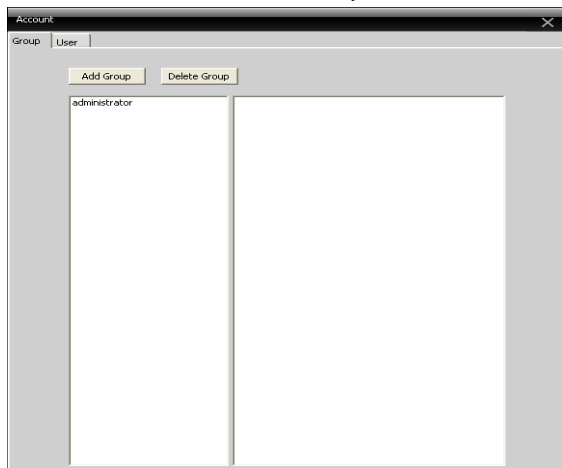 Account
Group User
Add Group Delete Group
administrator